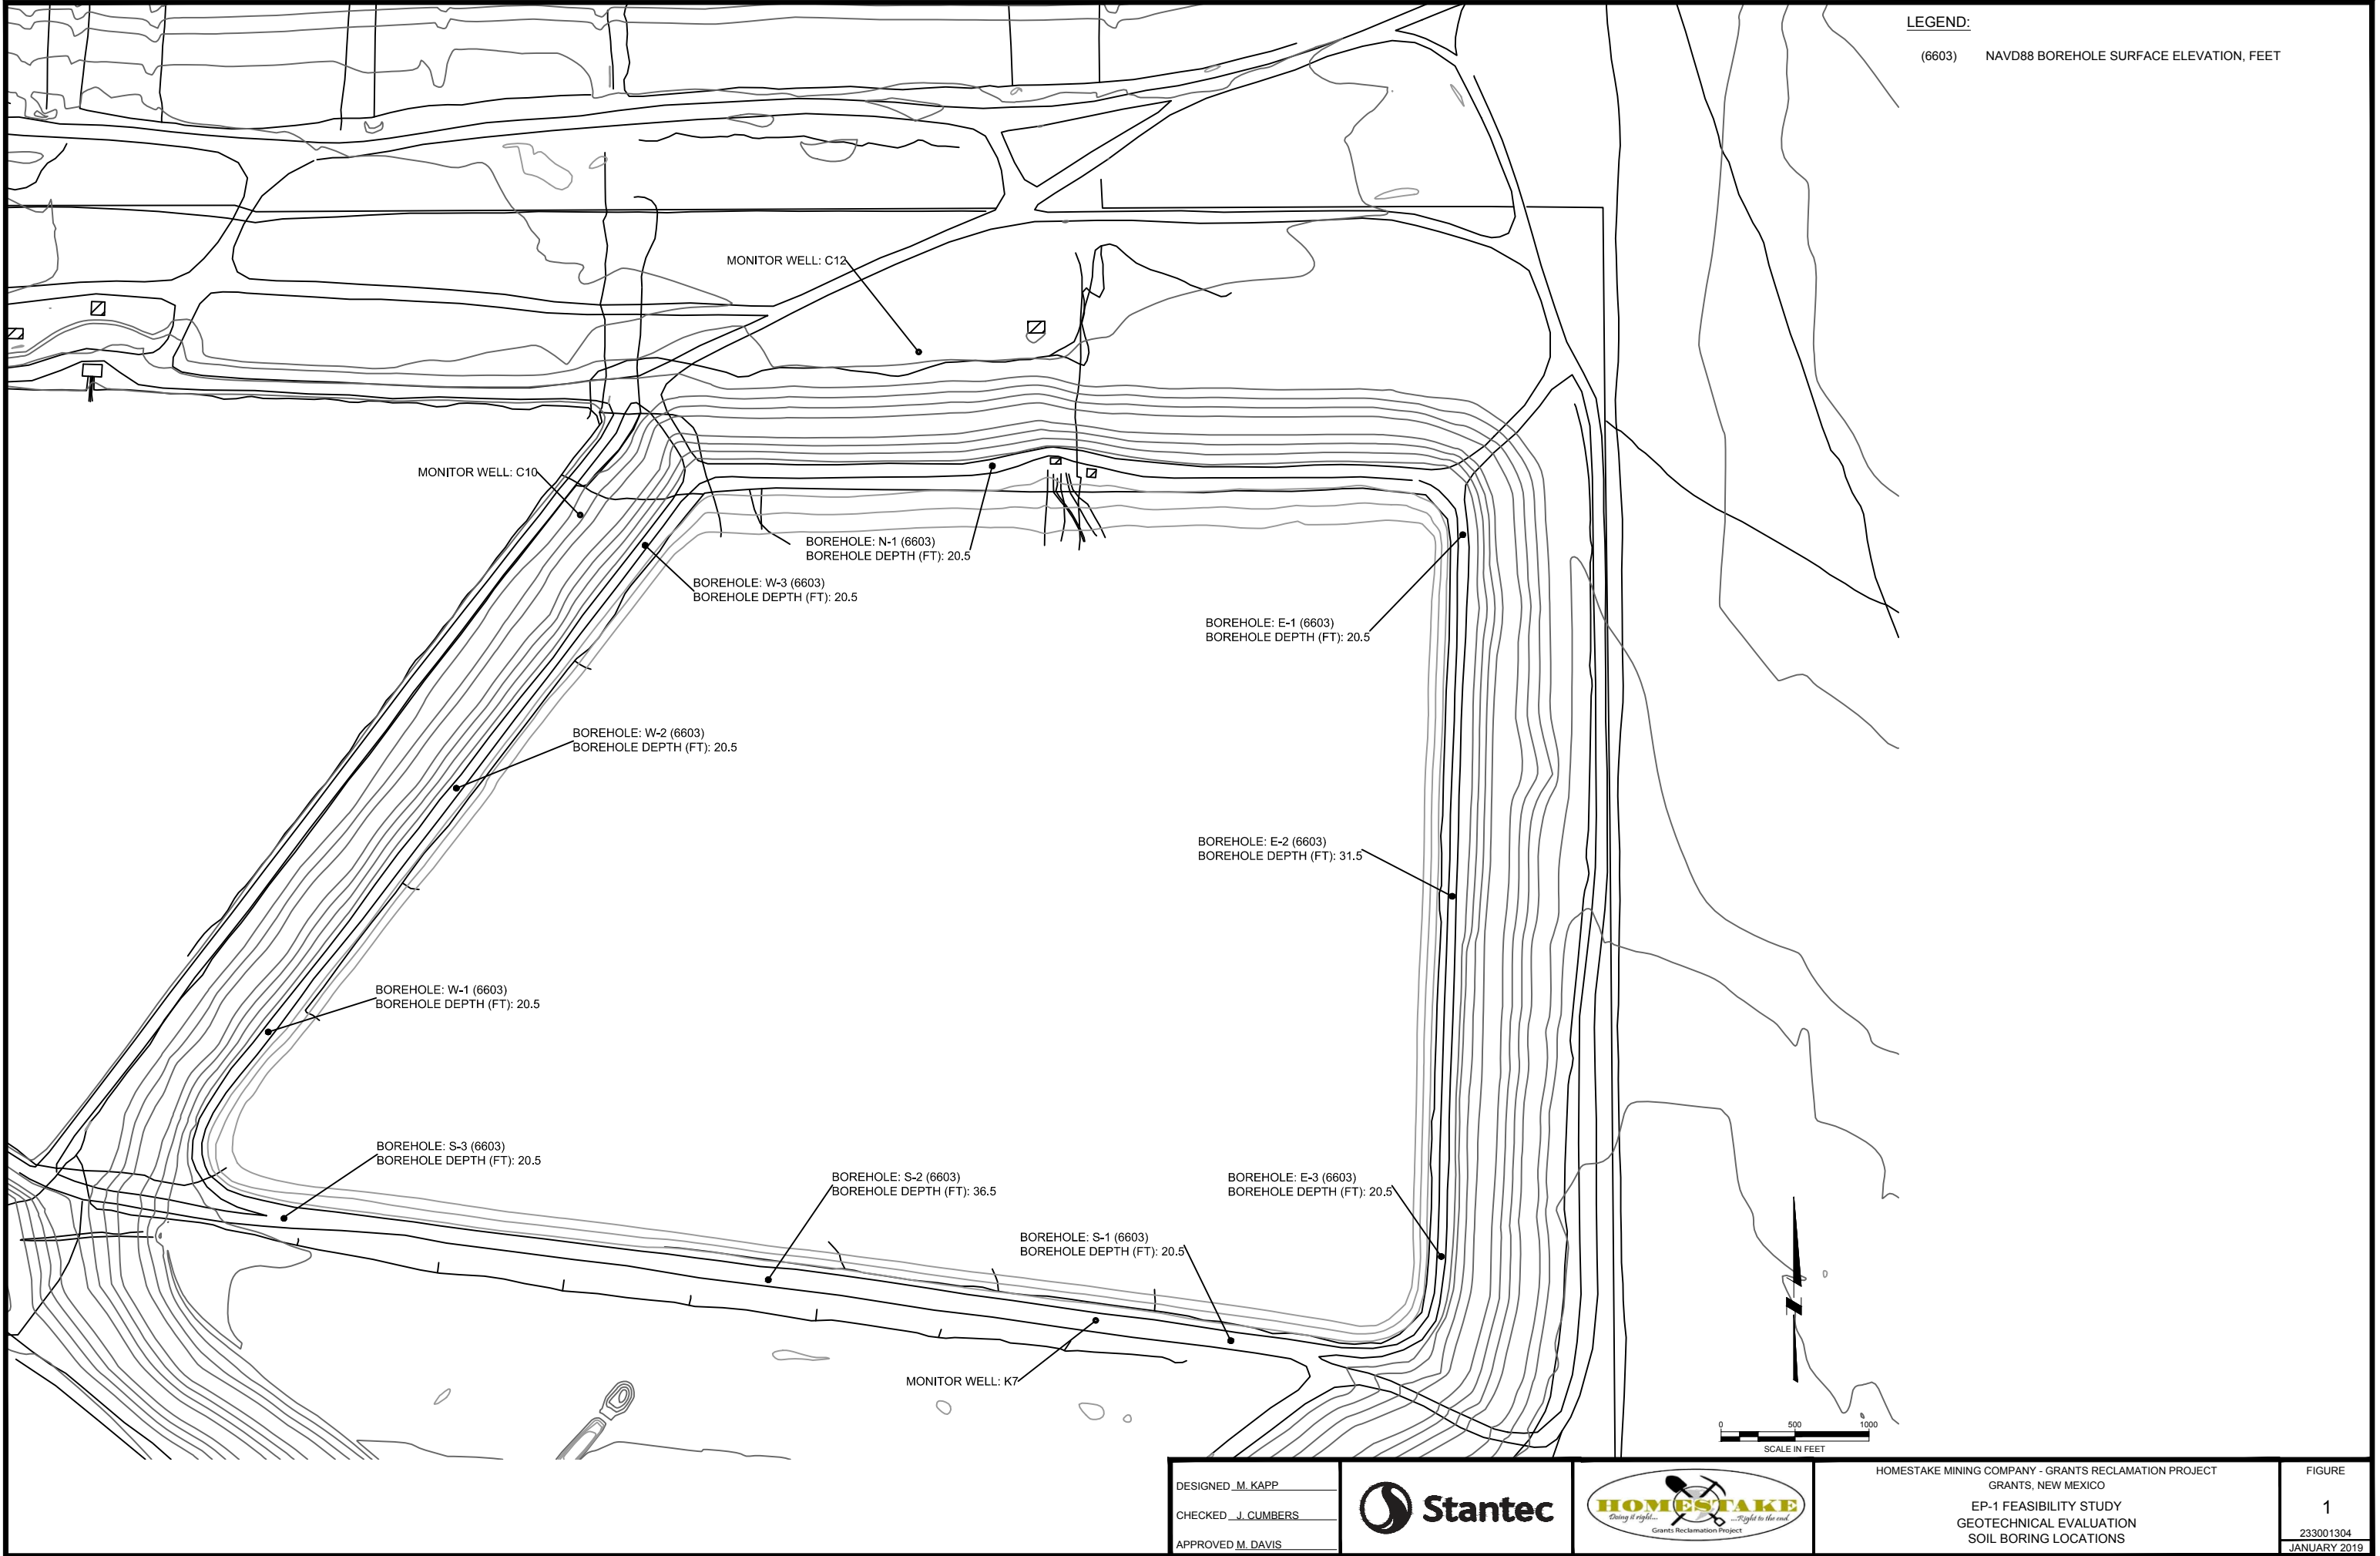 LEGEND:
(6603) NAVD88 BOREHOLE SURFACE ELEVATION, FEET
MONITOR WELL: C12
MONITOR WELL: C10
BOREHOLE: N-1 (6603)
BOREHOLE DEPTH (FT): 20.5
BOREHOLE: W-3 (6603)
BOREHOLE DEPTH (FT): 20.5
BOREHOLE: E-1 (6603)
BOREHOLE DEPTH (FT): 20.5
BOREHOLE: W-2 (6603)
BOREHOLE DEPTH (FT): 20.5
BOREHOLE: E-2 (6603)
BOREHOLE DEPTH (FT): 31.5
BOREHOLE: W-1 (6603)
BOREHOLE DEPTH (FT): 20.5
BOREHOLE: S-3 (6603)
BOREHOLE DEPTH (FT): 20.5
BOREHOLE: S-2 (6603)
BOREHOLE DEPTH (FT): 36.5
BOREHOLE: E-3 (6603)
BOREHOLE DEPTH (FT): 20.5
BOREHOLE: S-1 (6603)
BOREHOLE DEPTH (FT): 20.5
MONITOR WELL: K7
0 500 1000
SCALE IN FEET
DESIGNED M. KAPP
CHECKED J. CUMBERS
APPROVED M. DAVIS
Stantec
HOMESTAKE
Doing it right... ...Right to the end
Grants Reclamation Project
HOMESTAKE MINING COMPANY - GRANTS RECLAMATION PROJECT
GRANTS, NEW MEXICO
EP-1 FEASIBILITY STUDY
GEOTECHNICAL EVALUATION
SOIL BORING LOCATIONS
FIGURE
1
233001304
JANUARY 2019